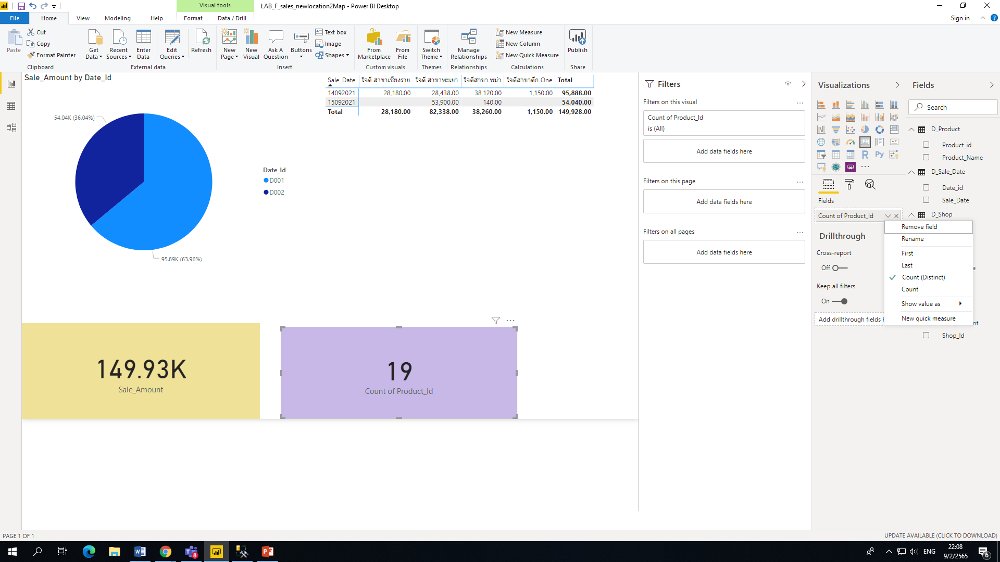 Visual tools
LAB_F_sales_newlocation2Map - Power BI Desktop
File Home View Modeling Help Format Data / Drill Sign in
Paste
Cut
Copy
Format Painter
Clipboard
Get Data
Recent Sources
Enter Data
Edit Queries
Refresh
External data
New Page
New Visual
Ask A Question
Buttons
Text box
Image
Shapes
Insert
From Marketplace
From File
Custom visuals
Switch Theme
Themes
Manage Relationships
Relationships
New Measure
New Column
New Quick Measure
Calculations
Publish
Share
Sale_Amount by Date_Id
54.04K (36.04%)
95.89K (63.96%)
Date_Id
D001
D002
Sale_Date ใจดี สาขาเชียงราย ใจดี สาขาพะเยา ใจดีสาขา พม่า ใจดีสาขาตึก One Total
14092021 28,180.00 28,438.00 38,120.00 1,150.00 95,888.00
15092021 53,900.00 140.00 54,040.00
Total 28,180.00 82,338.00 38,260.00 1,150.00 149,928.00
149.93K
Sale_Amount
19
Count of Product_Id
Filters
Filters on this visual
Count of Product_Id
is (All)
Add data fields here
Filters on this page
Add data fields here
Filters on all pages
Add data fields here
Visualizations
R Py
Fields
Count of Product_Id
Drillthrough
Cross-report
Off
Keep all filters
On
Add drillthrough fields
Remove field
Rename
First
Last
Count (Distinct)
Count
Show value as
New quick measure
Fields
Search
D_Product
Product_id
Product_Name
D_Sale_Date
Date_id
Sale_Date
D_Shop
Shop_Id
PAGE 1 OF 1
UPDATE AVAILABLE (CLICK TO DOWNLOAD)
8
ENG
22:08
9/2/2565
6